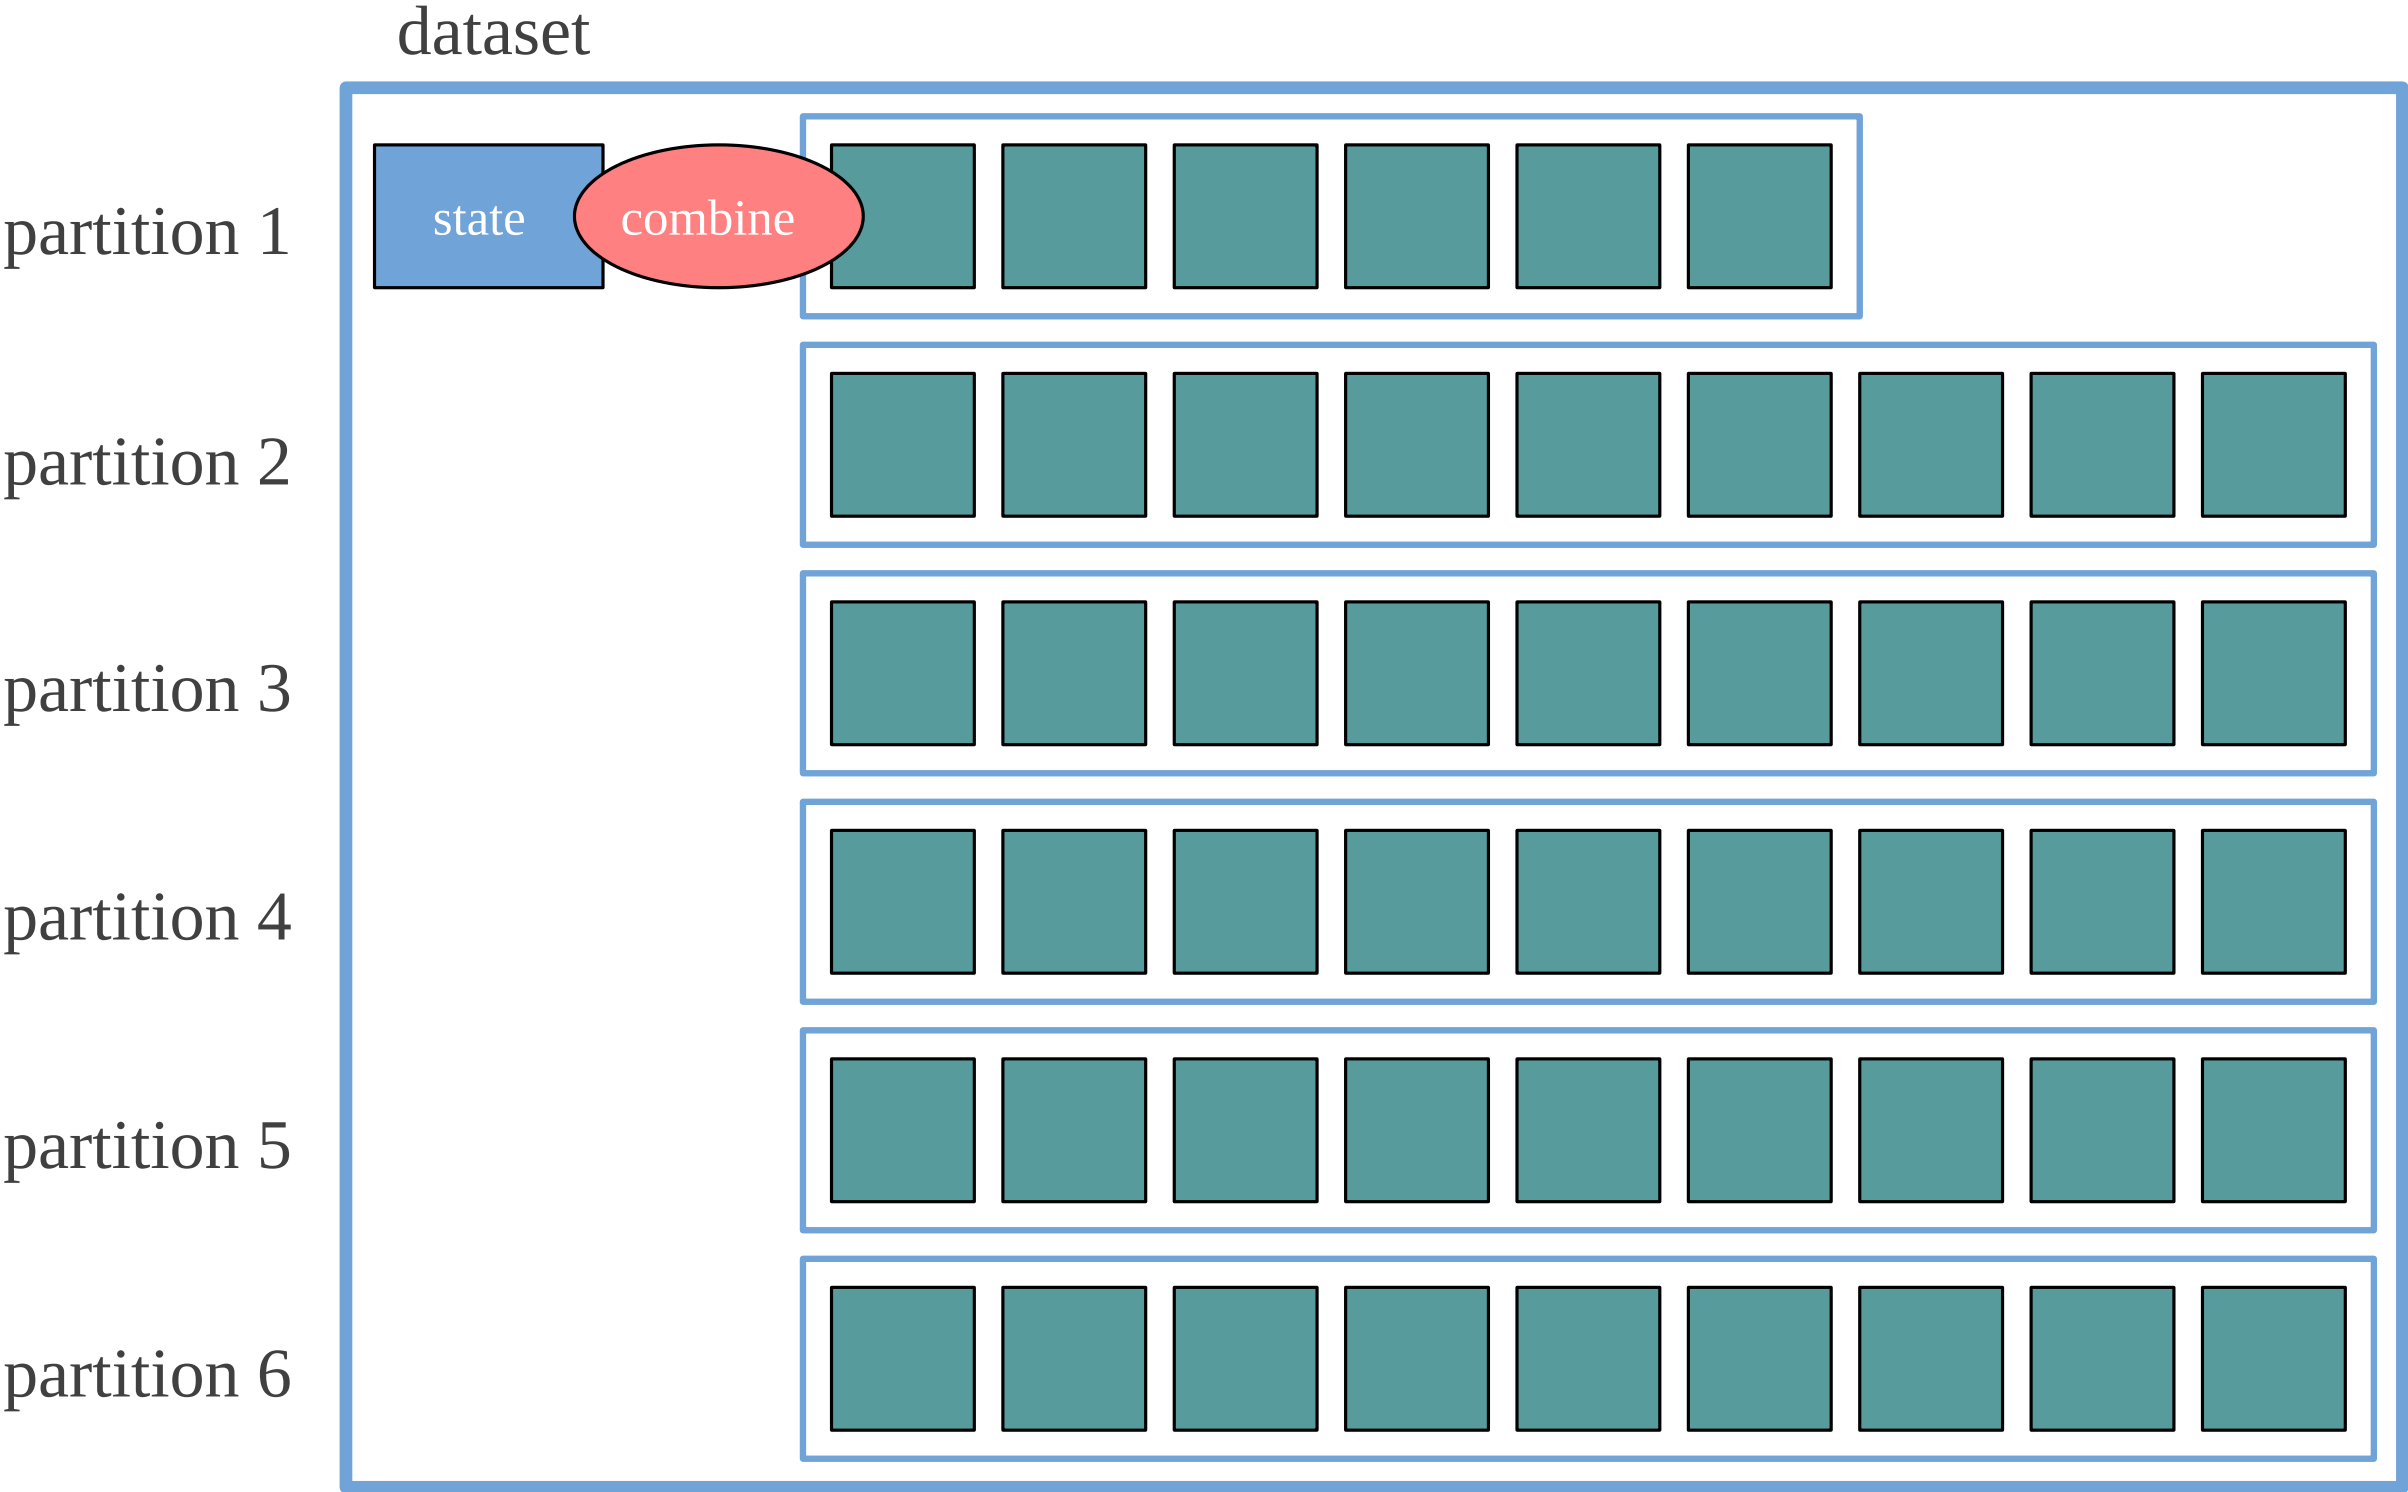 dataset
partition 1
state
combine
partition 2
partition 3
partition 4
partition 5
partition 6